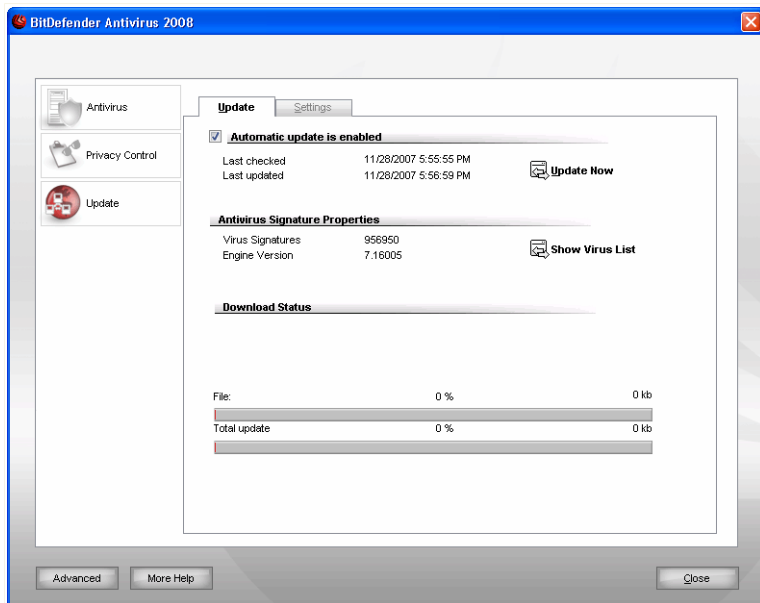 BitDefender Antivirus 2008
Antivirus
Privacy Control
Update
Update Settings
Automatic update is enabled
Last checked 11/28/2007 5:55:55 PM
Last updated 11/28/2007 5:56:59 PM
Update Now
Antivirus Signature Properties
Virus Signatures 956950
Engine Version 7.16005
Show Virus List
Download Status
File: 0 % 0 kb
Total update 0 % 0 kb
Advanced More Help Close